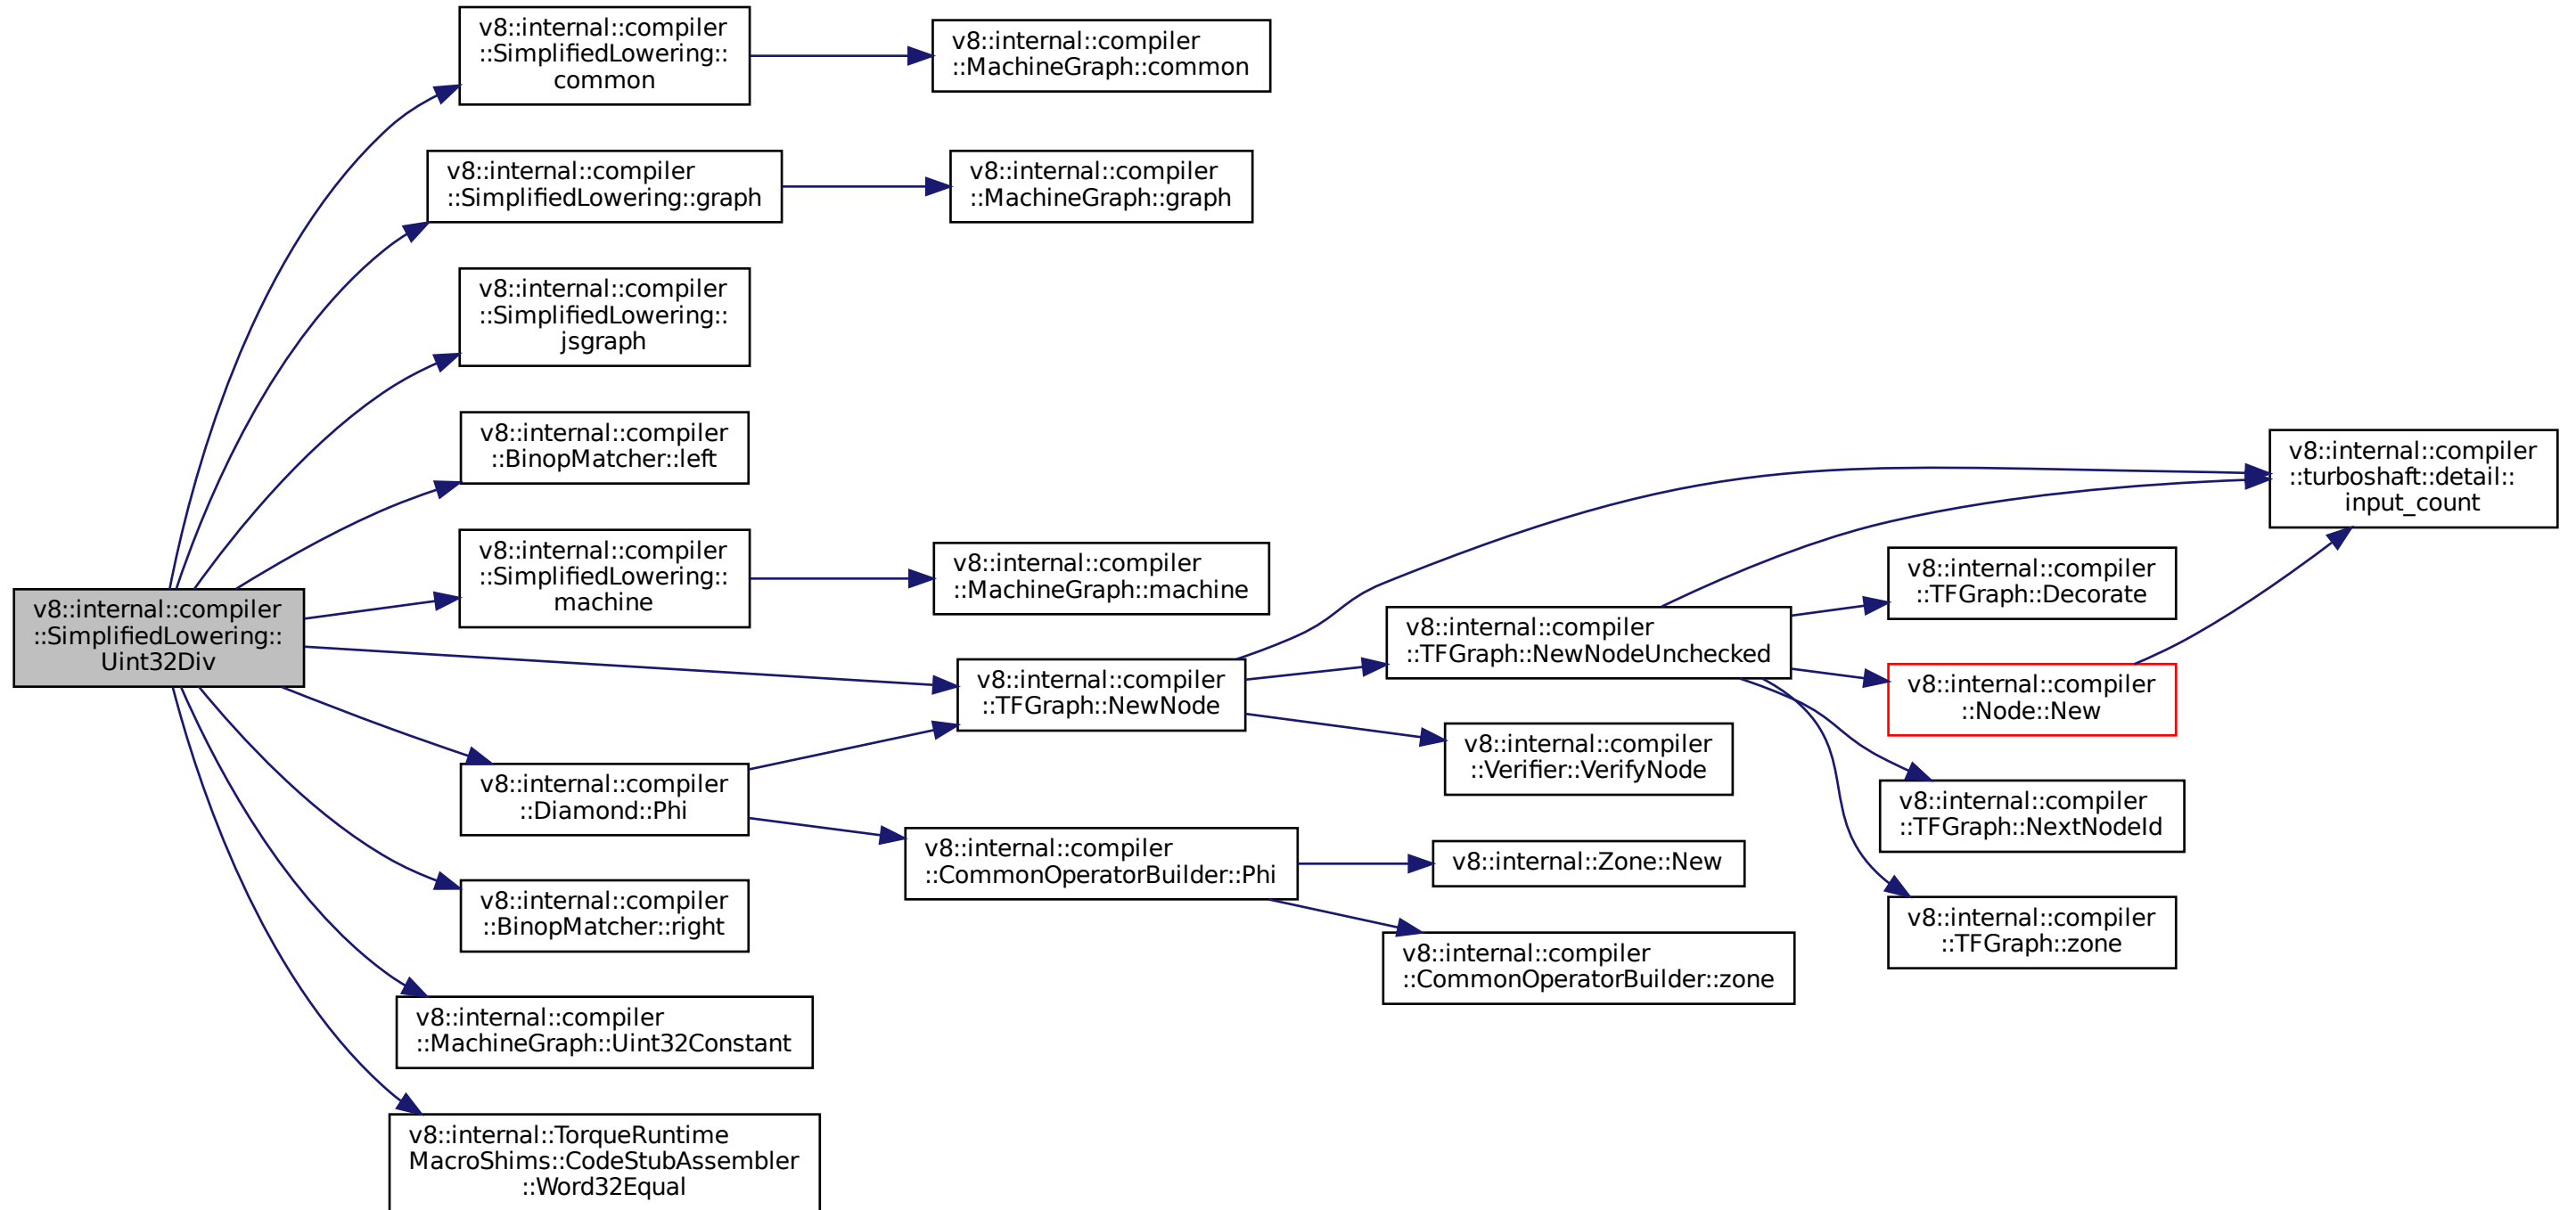 v8::internal::compiler
::SimplifiedLowering::
Uint32Div
v8::internal::compiler
::SimplifiedLowering::
common
v8::internal::compiler
::MachineGraph::common
v8::internal::compiler
::SimplifiedLowering::graph
v8::internal::compiler
::MachineGraph::graph
v8::internal::compiler
::SimplifiedLowering::
jsgraph
v8::internal::compiler
::BinopMatcher::left
v8::internal::compiler
::SimplifiedLowering::
machine
v8::internal::compiler
::MachineGraph::machine
v8::internal::compiler
::TFGraph::NewNode
v8::internal::compiler
::turboshaft::detail::
input_count
v8::internal::compiler
::TFGraph::NewNodeUnchecked
v8::internal::compiler
::TFGraph::Decorate
v8::internal::compiler
::Node::New
v8::internal::compiler
::TFGraph::NextNodeId
v8::internal::compiler
::TFGraph::zone
v8::internal::compiler
::Verifier::VerifyNode
v8::internal::compiler
::Diamond::Phi
v8::internal::compiler
::CommonOperatorBuilder::Phi
v8::internal::Zone::New
v8::internal::compiler
::CommonOperatorBuilder::zone
v8::internal::compiler
::BinopMatcher::right
v8::internal::compiler
::MachineGraph::Uint32Constant
v8::internal::TorqueRuntime
MacroShims::CodeStubAssembler
::Word32Equal